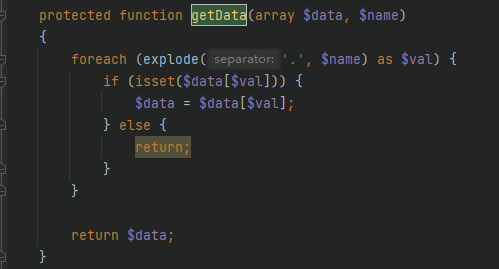 protected function getData(array $data, $name)
{
    foreach (explode( separator: '.', $name) as $val) {
        if (isset($data[$val])) {
            $data = $data[$val];
        } else {
            return;
        }
    }

    return $data;
}